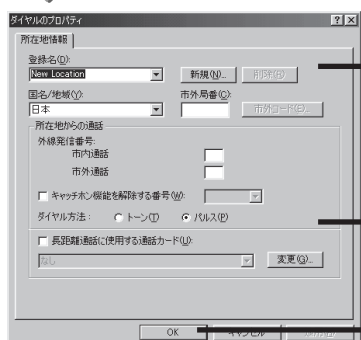 ダイヤルのプロパティ
所在地情報
登録名(D):
New Location 新規(N)... 削除(R)
国名/地域(Y): 市外局番(C):
日本 市外コード(E)...
所在地からの通話
外線発信番号:
市内通話
市外通話
キャッチホン機能を解除する番号(W):
ダイヤル方法: トーン(T) パルス(P)
長距離通話に使用する通話カード(L):
なし 変更(G)...
OK キャンセル